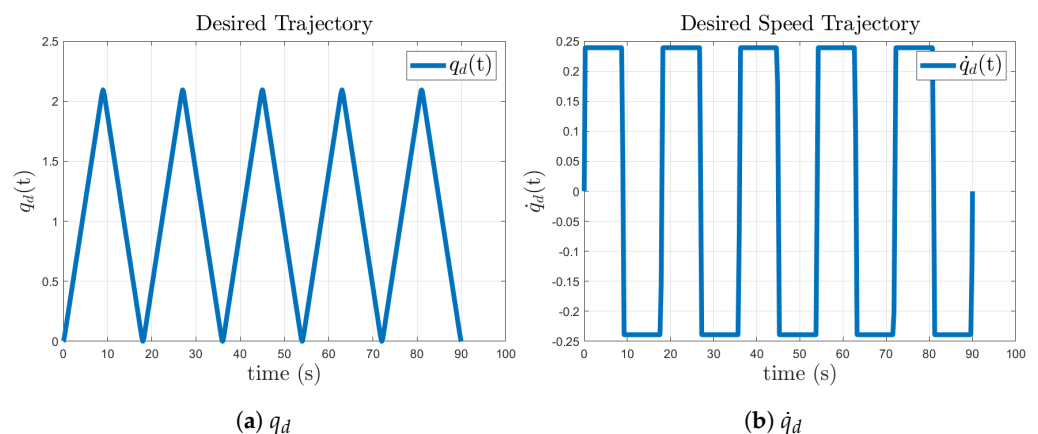 Desired Trajectory
2.5
2
1.5
1
0.5
0
q_d(t)
q_d(t)
0 10 20 30 40 50 60 70 80 90 100
time (s)
(a) q_d
Desired Speed Trajectory
0.25
0.2
0.15
0.1
0.05
0
-0.05
-0.1
-0.15
-0.2
-0.25
q̇_d(t)
q̇_d(t)
0 10 20 30 40 50 60 70 80 90 100
time (s)
(b) q̇_d